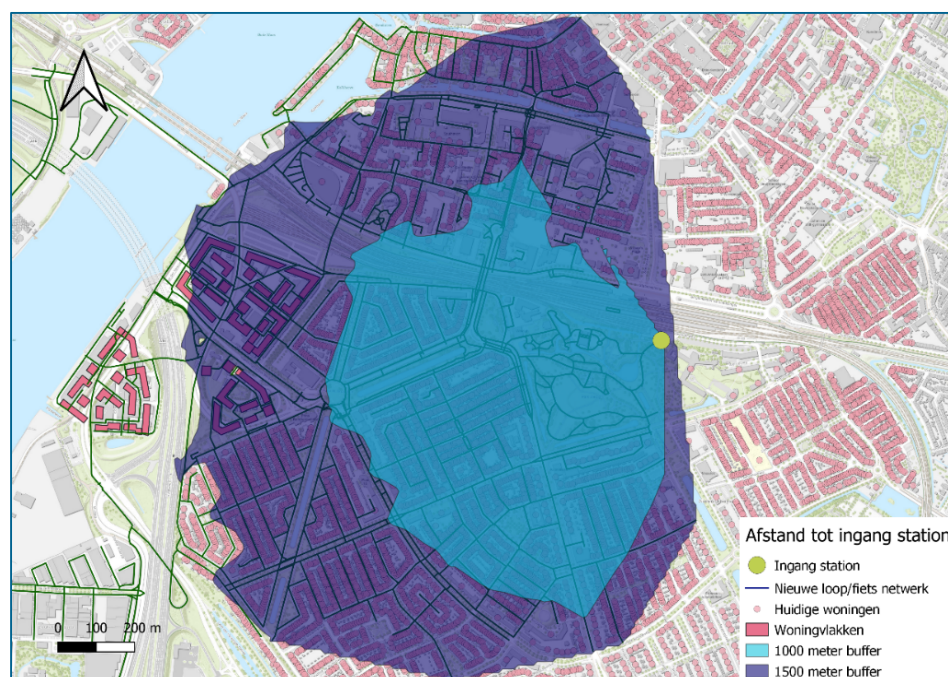 0 100 200 m
Afstand tot ingang station
Ingang station
Nieuwe loop/fiets netwerk
Huidige woningen
Woningvlakken
1000 meter buffer
1500 meter buffer